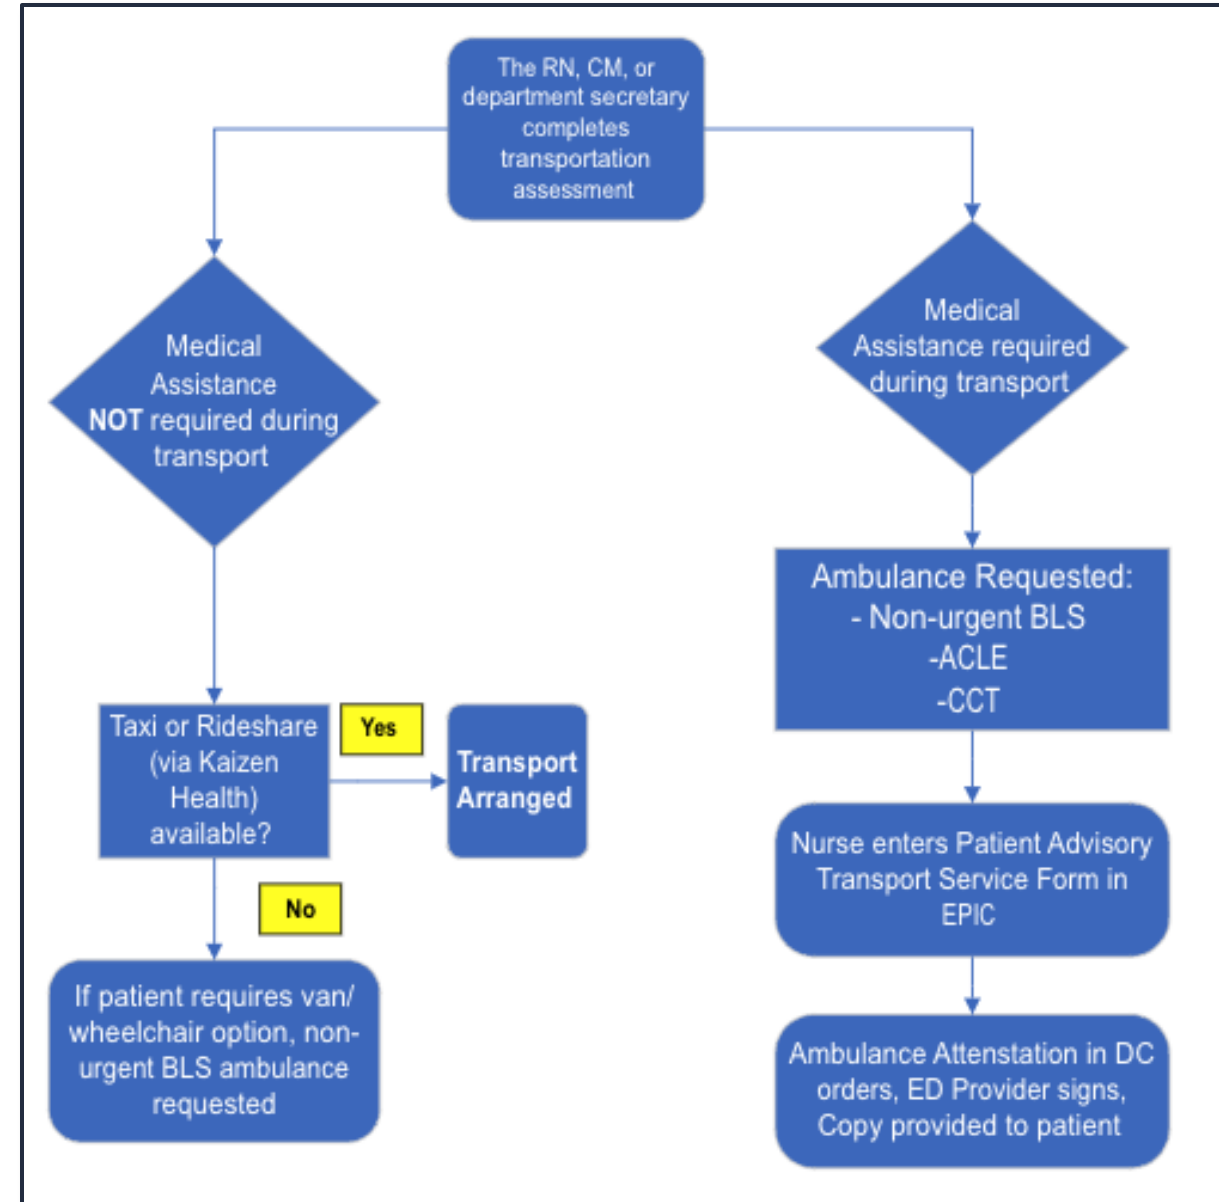 The RN, CM, or
department secretary
completes
transportation
assessment
Medical
Assistance
NOT required during
transport
Medical
Assistance required
during transport
Taxi or Rideshare
(via Kaizen
Health)
available?
Yes
Transport
Arranged
No
If patient requires van/
wheelchair option, non-
urgent BLS ambulance
requested
Ambulance Requested:
- Non-urgent BLS
-ACLE
-CCT
Nurse enters Patient Advisory
Transport Service Form in
EPIC
Ambulance Attenstation in DC
orders, ED Provider signs,
Copy provided to patient